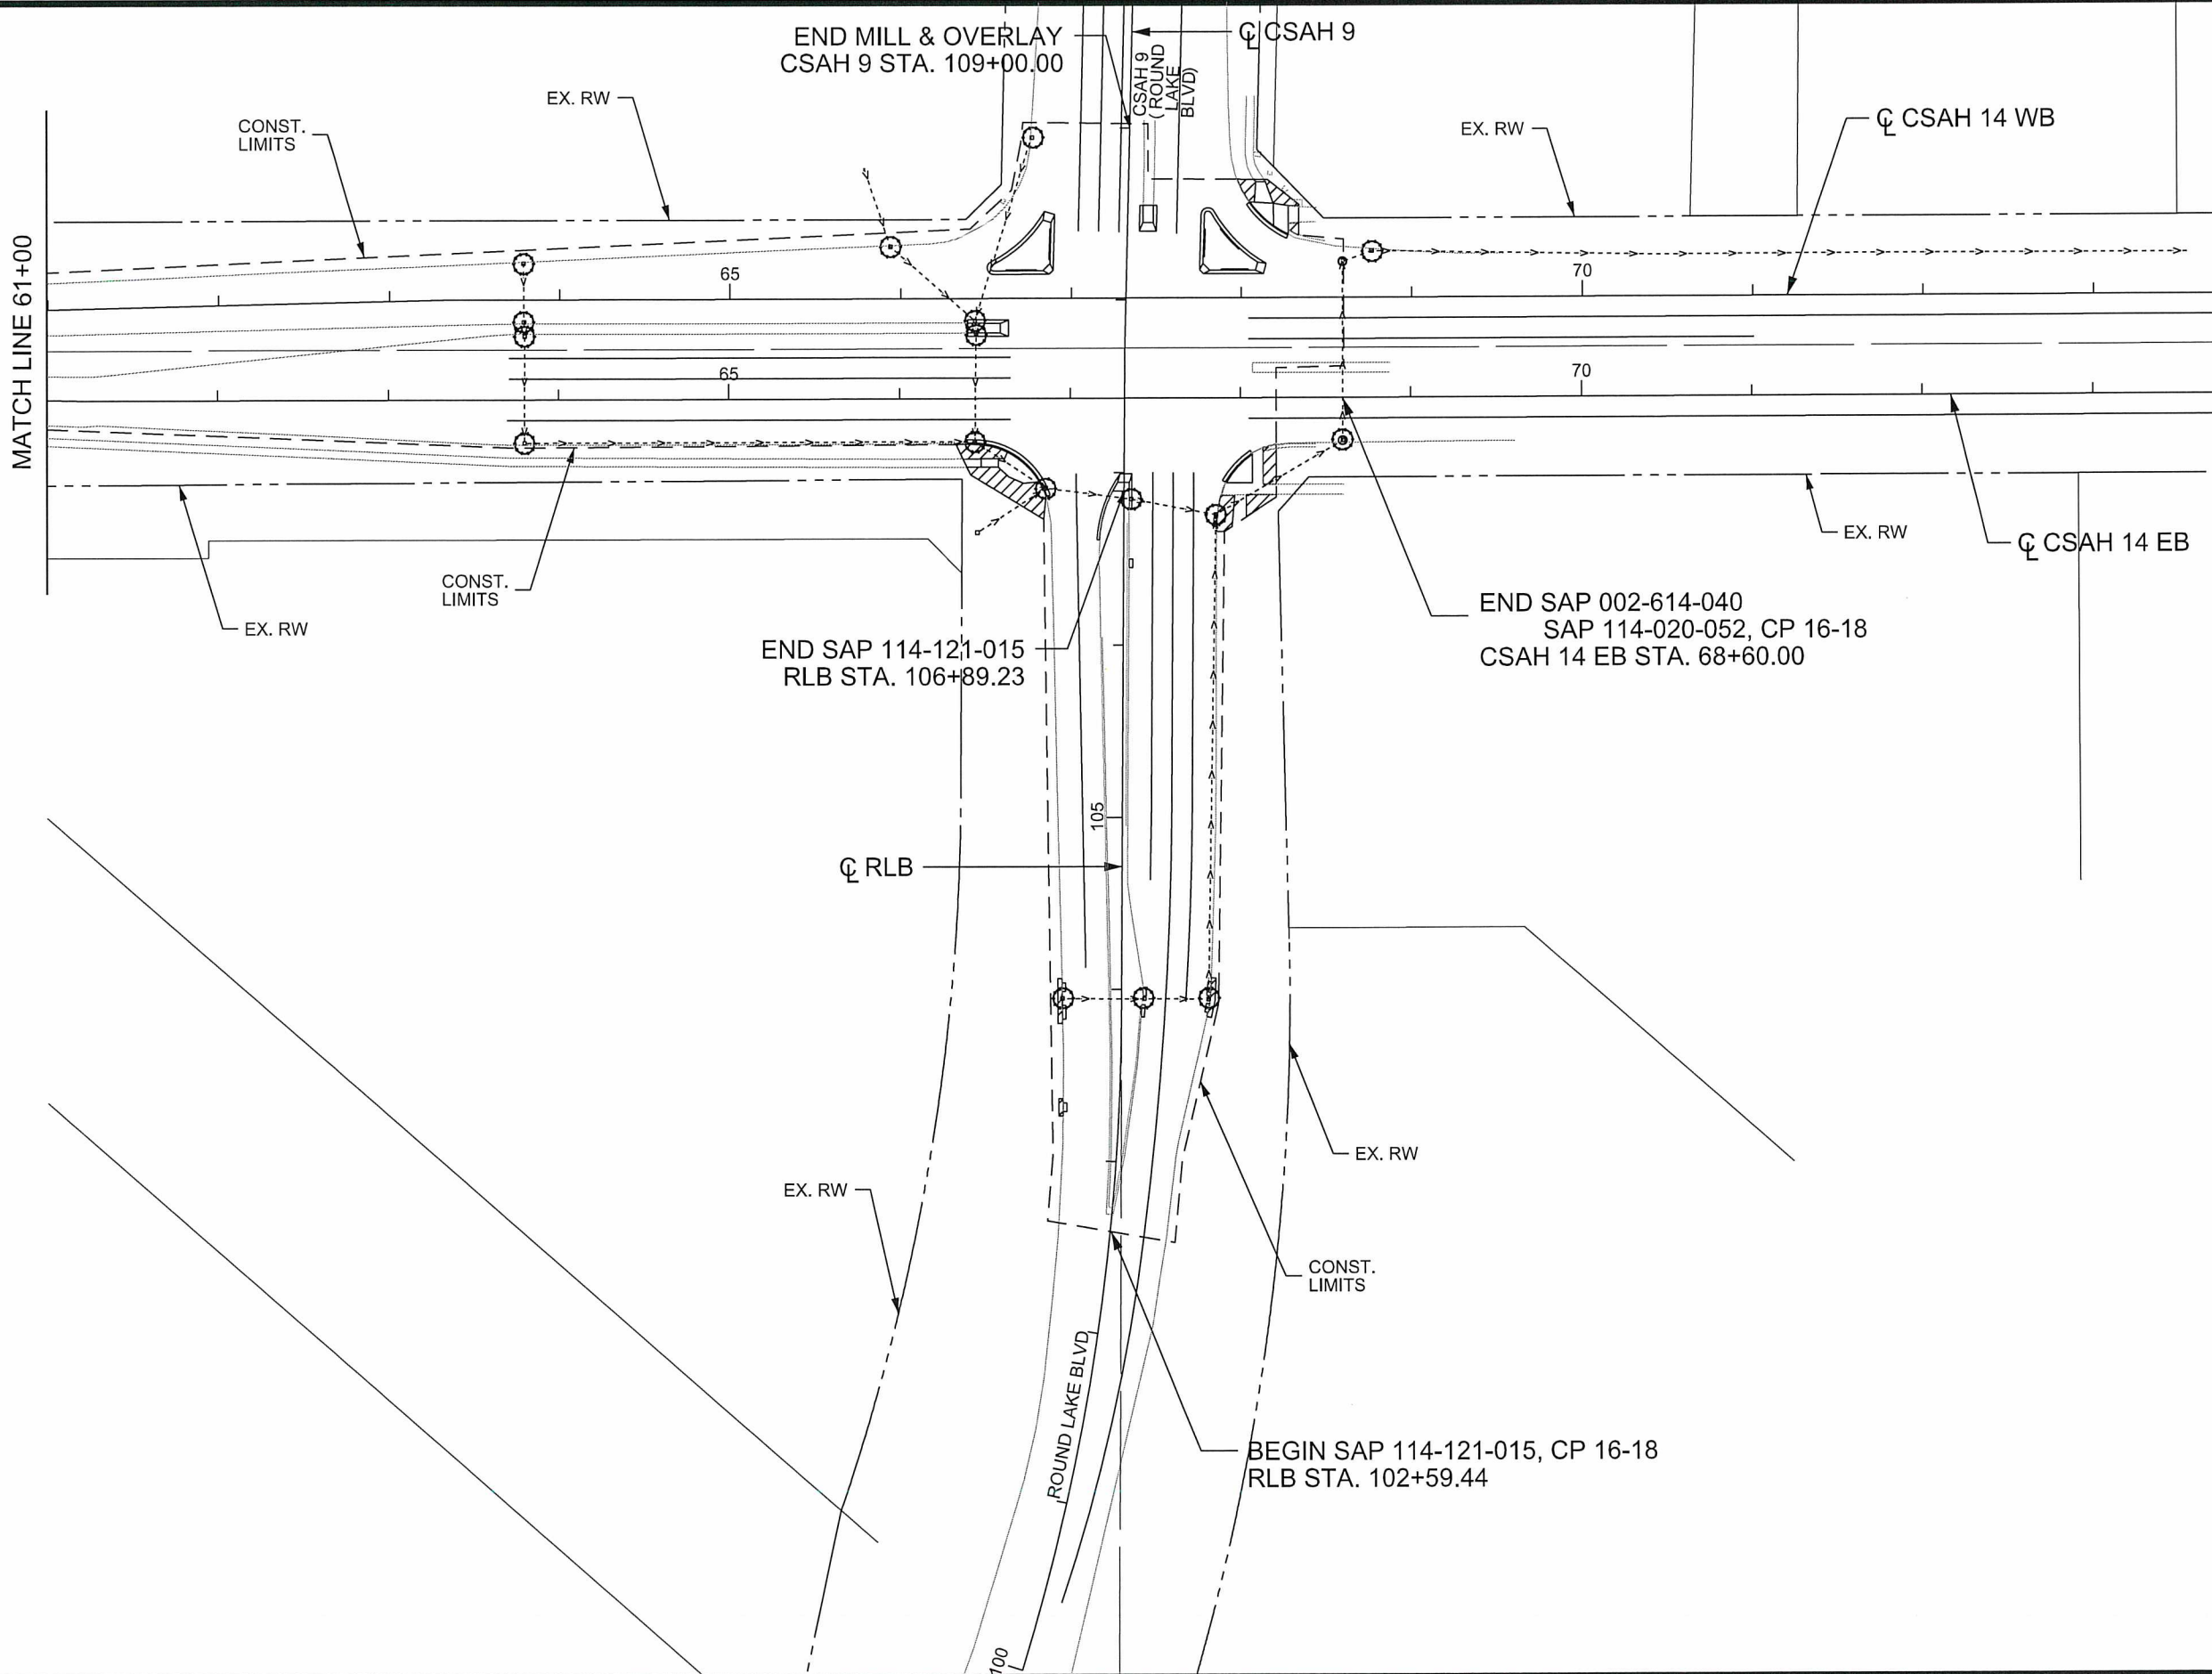 END MILL & OVERLAY
CSAH 9 STA. 109+00.00
℄ CSAH 9
CSAH 9
(ROUND
LAKE
BLVD)
EX. RW
CONST.
LIMITS
EX. RW
℄ CSAH 14 WB
MATCH LINE 61+00
65
70
65
70
EX. RW
℄ CSAH 14 EB
CONST.
LIMITS
EX. RW
END SAP 002-614-040
SAP 114-020-052, CP 16-18
CSAH 14 EB STA. 68+60.00
END SAP 114-121-015
RLB STA. 106+89.23
105
℄ RLB
EX. RW
EX. RW
CONST.
LIMITS
ROUND LAKE BLVD
BEGIN SAP 114-121-015, CP 16-18
RLB STA. 102+59.44
100